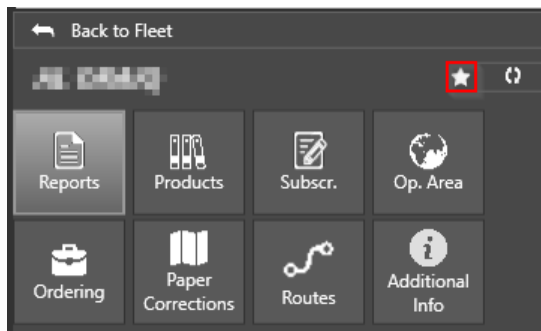 Back to Fleet
Reports
Products
Subscr.
Op. Area
Ordering
Paper
Corrections
Routes
Additional
Info